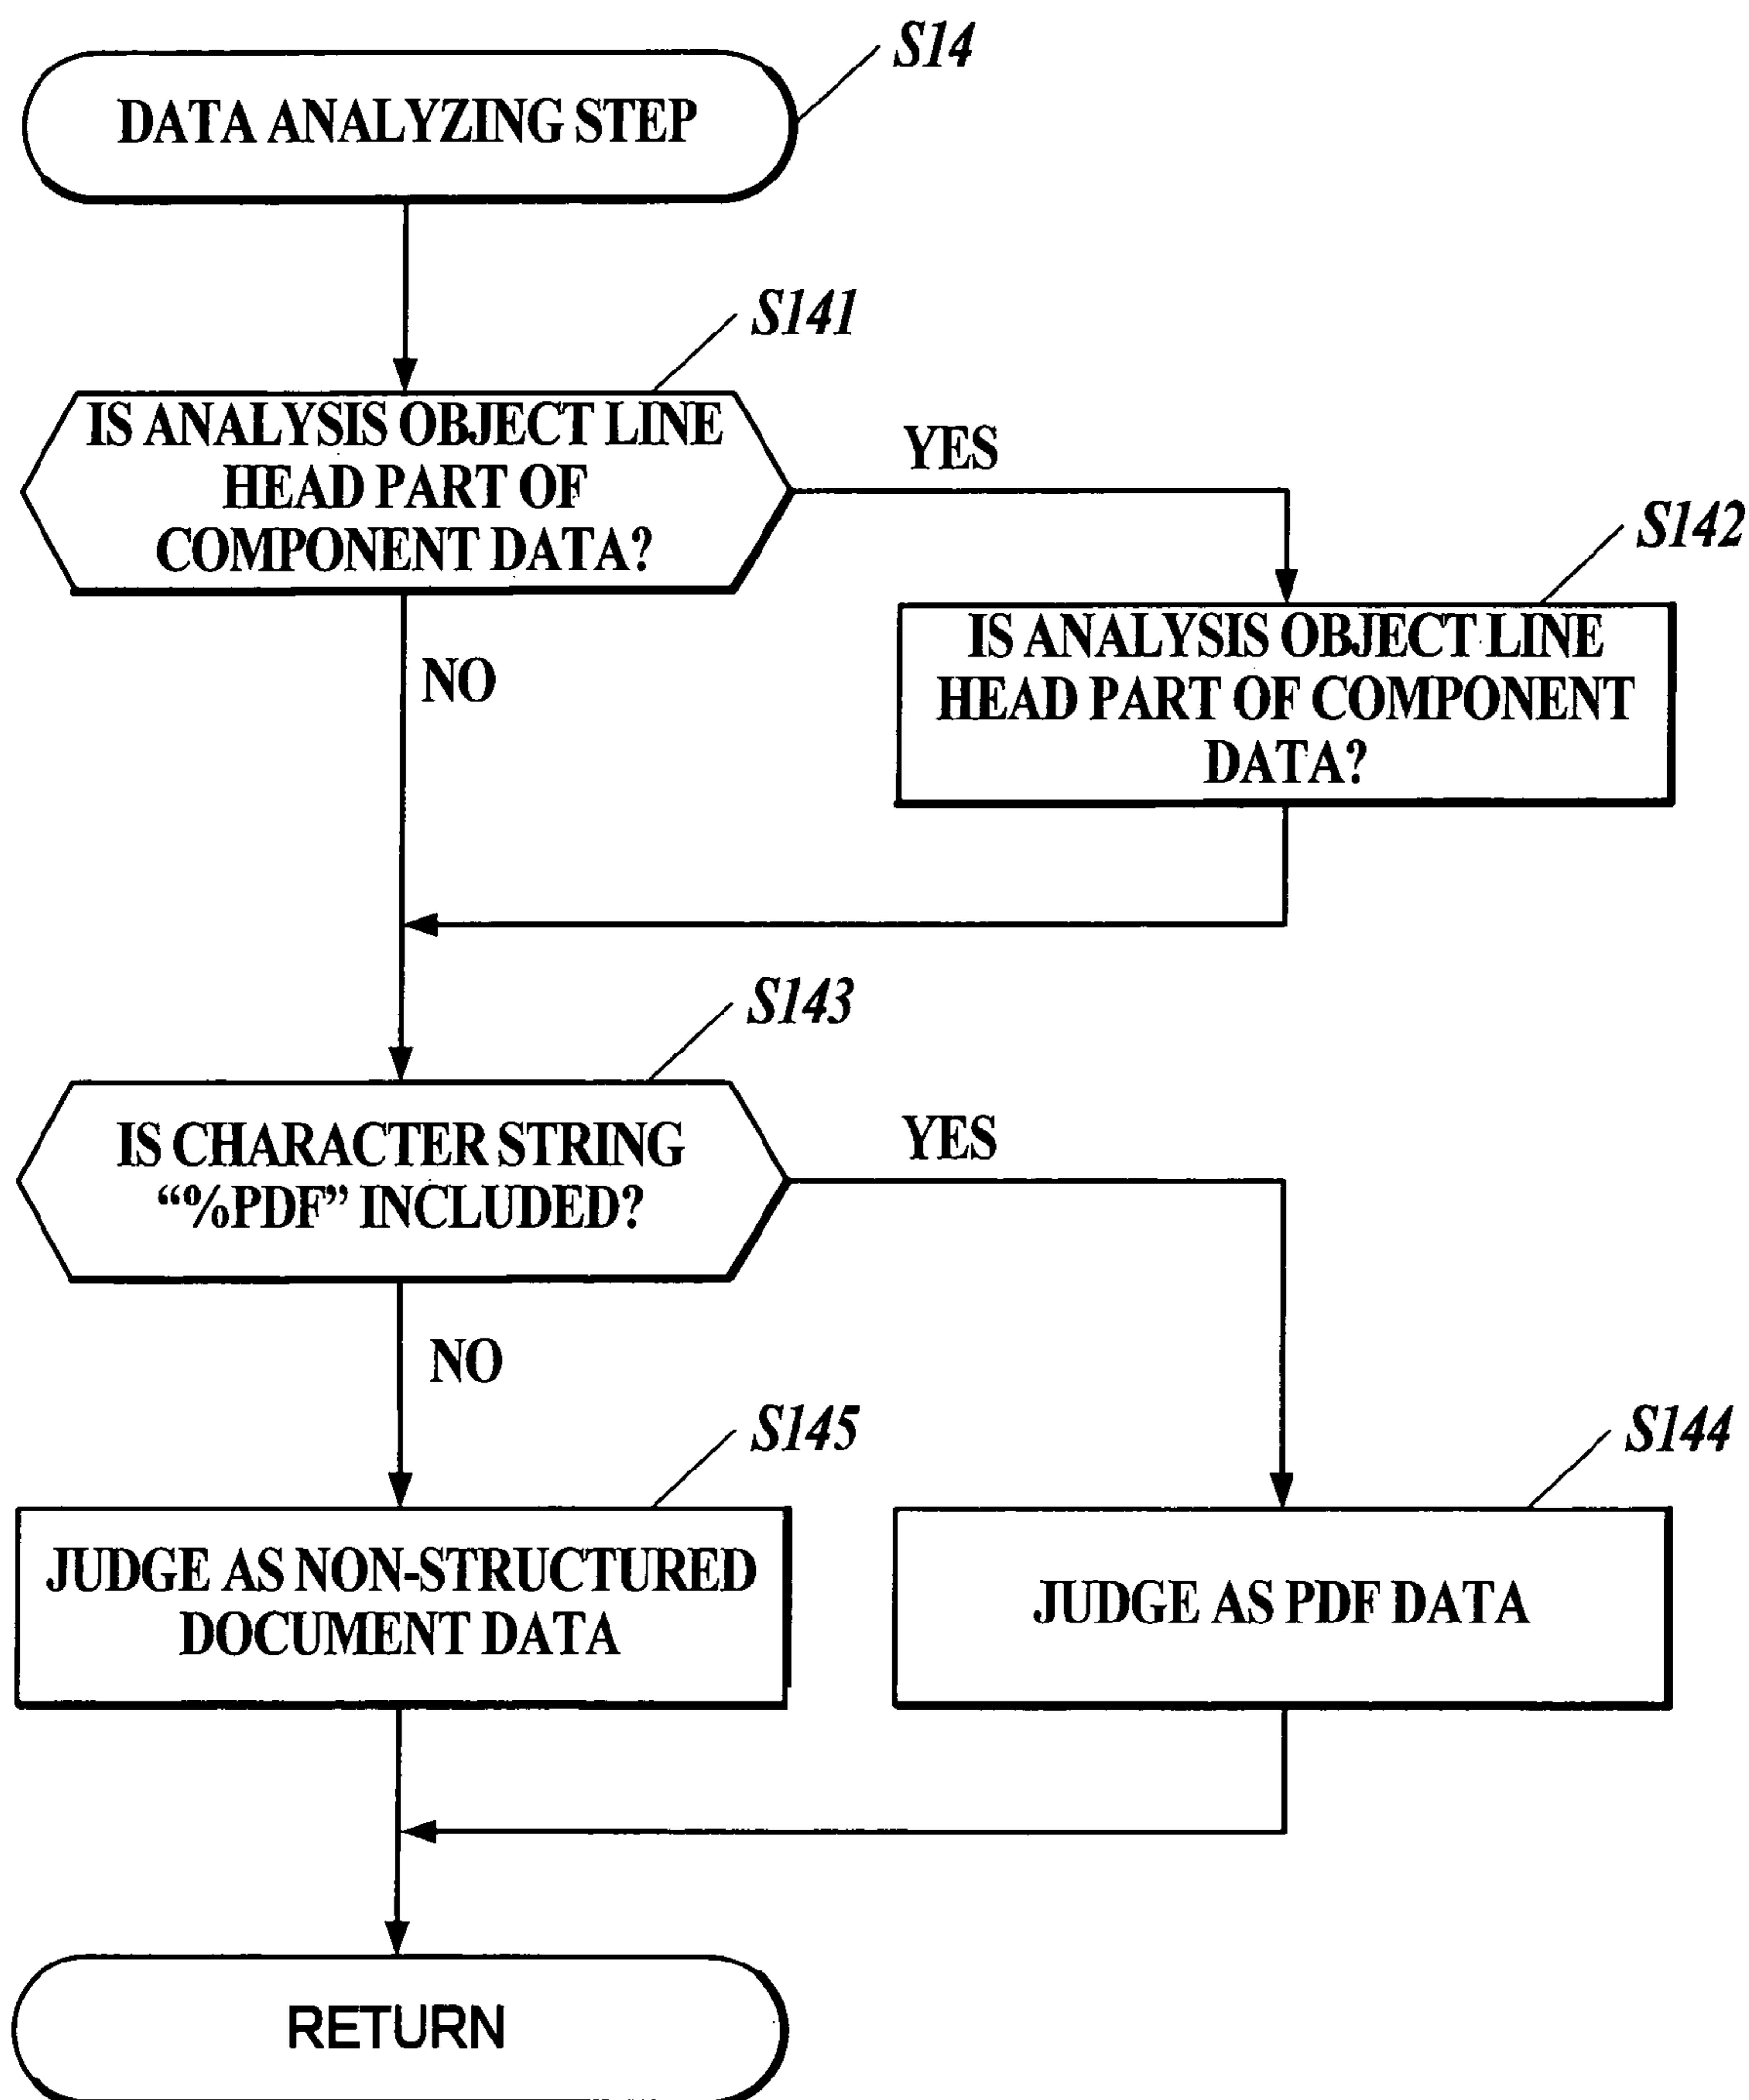 S14
DATA ANALYZING STEP
S141
IS ANALYSIS OBJECT LINE
HEAD PART OF
COMPONENT DATA?
YES
NO
S142
IS ANALYSIS OBJECT LINE
HEAD PART OF COMPONENT
DATA?
S143
IS CHARACTER STRING
“%PDF” INCLUDED?
YES
NO
S145
JUDGE AS NON-STRUCTURED
DOCUMENT DATA
S144
JUDGE AS PDF DATA
RETURN